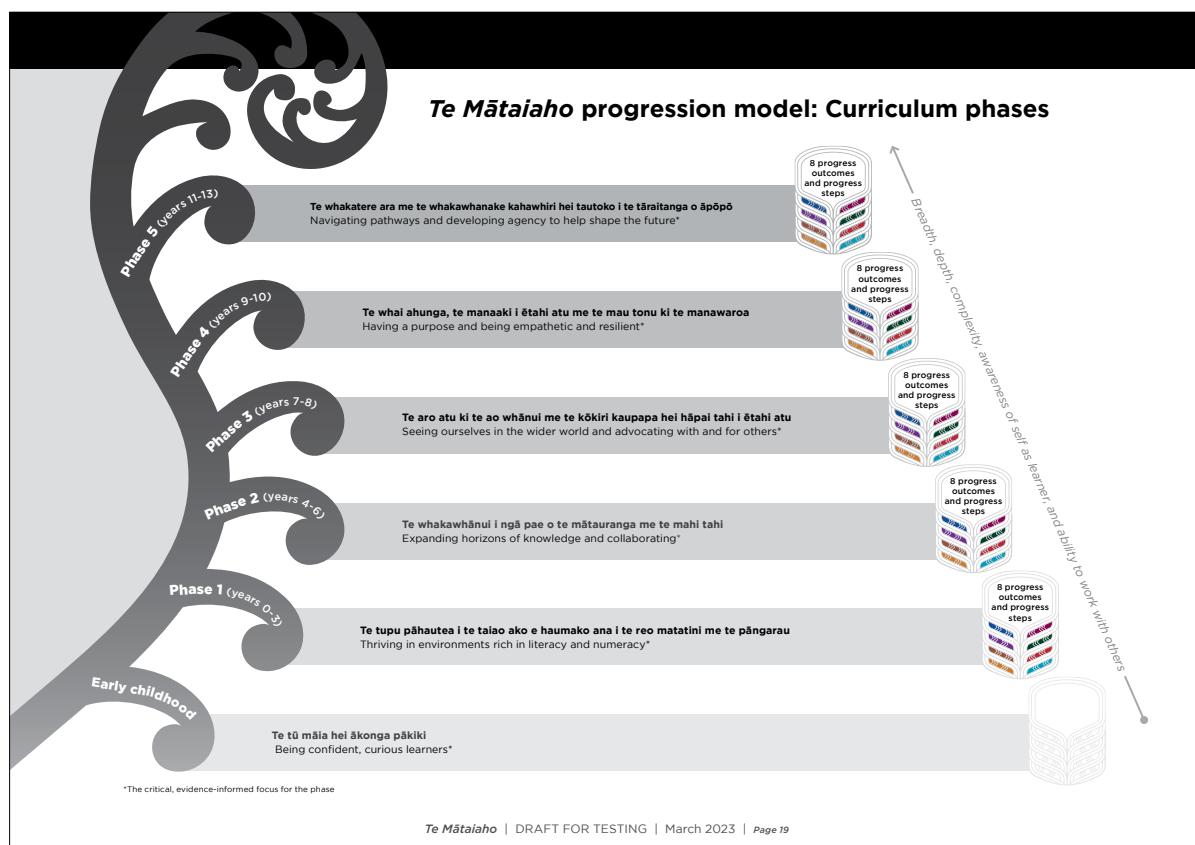 Te Mātaiaho progression model: Curriculum phases
8 progress
outcomes
and progress
steps
Phase 5 (years 11-13)
Te whakatere ara me te whakawhanake kahawhiri hei tautoko i te tāraitanga o āpōpō
Navigating pathways and developing agency to help shape the future*
8 progress
outcomes
and progress
steps
Phase 4 (years 9-10)
Te whai ahunga, te manaaki i ētahi atu me te mau tonu ki te manawaroa
Having a purpose and being empathetic and resilient*
8 progress
outcomes
and progress
steps
Phase 3 (years 7-8)
Te aro atu ki te ao whānui me te kōkiri kaupapa hei hāpai tahi i ētahi atu
Seeing ourselves in the wider world and advocating with and for others*
8 progress
outcomes
and progress
steps
Phase 2 (years 4-6)
Te whakawhānui i ngā pae o te mātauranga me te mahi tahi
Expanding horizons of knowledge and collaborating*
8 progress
outcomes
and progress
steps
Phase 1 (years 0-3)
Te tupu pāhautea i te taiao ako e haumako ana i te reo matatini me te pāngarau
Thriving in environments rich in literacy and numeracy*
Early childhood
Te tū māia hei ākonga pākiki
Being confident, curious learners*
Breadth, depth, complexity, awareness of self as learner, and ability to work with others
*The critical, evidence-informed focus for the phase
Te Mātaiaho | DRAFT FOR TESTING | March 2023 | Page 19